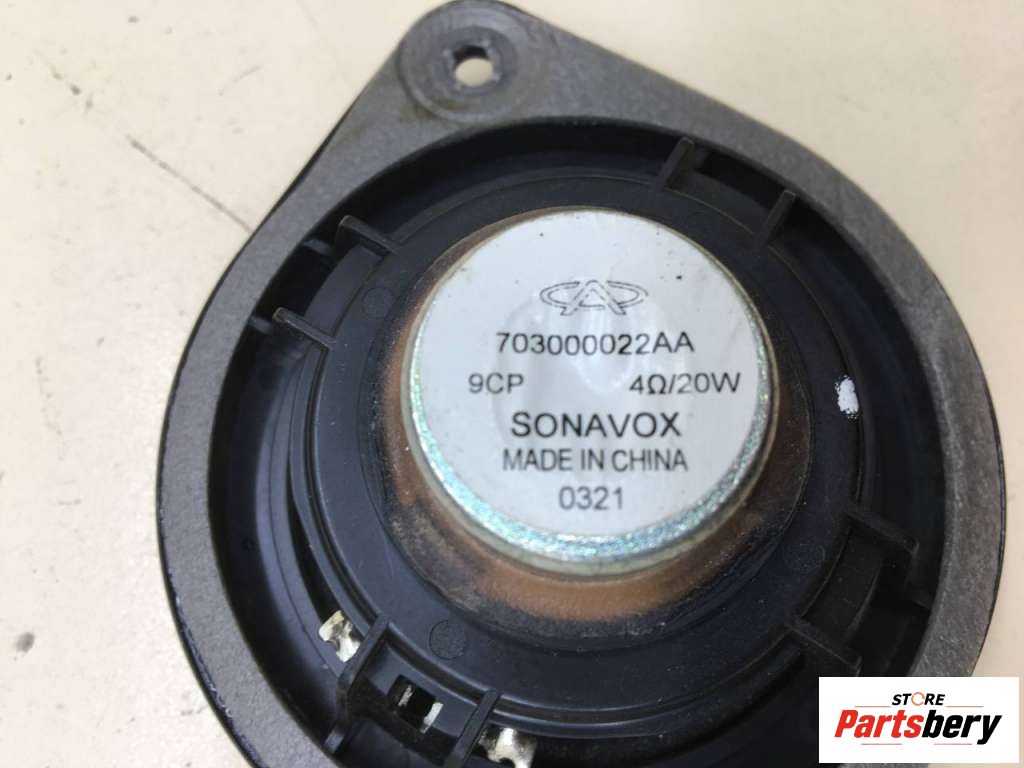 703000022AA
9CP 4Ω/20W
SONAVOX
MADE IN CHINA
0321
STORE
Partsbery